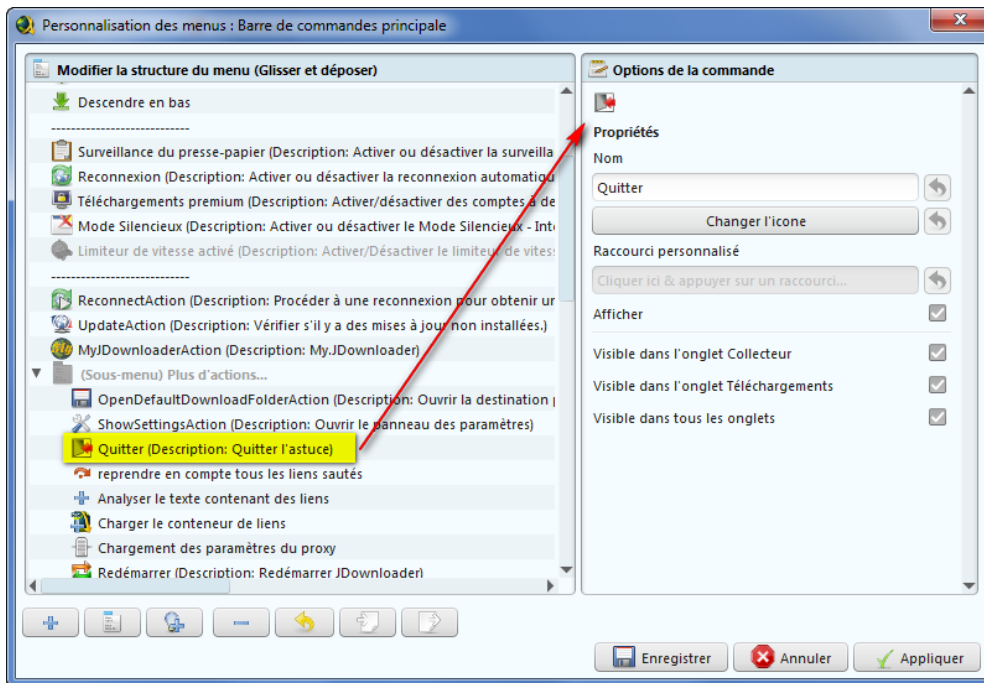 Personnalisation des menus : Barre de commandes principale
Modifier la structure du menu (Glisser et déposer)
Descendre en bas
----------------------------
Surveillance du presse-papier (Description: Activer ou désactiver la surveilla
Reconnexion (Description: Activer ou désactiver la reconnexion automatiqu
Téléchargements premium (Description: Activer/désactiver des comptes à de
Mode Silencieux (Description: Activer ou désactiver le Mode Silencieux - Inte
Limiteur de vitesse activé (Description: Activer/Désactiver le limiteur de vites:
----------------------------
ReconnectAction (Description: Procéder à une reconnexion pour obtenir ur
UpdateAction (Description: Vérifier s'il y a des mises à jour non installées.)
MyJDownloaderAction (Description: My.JDownloader)
(Sous-menu) Plus d'actions...
OpenDefaultDownloadFolderAction (Description: Ouvrir la destination p
ShowSettingsAction (Description: Ouvrir le panneau des paramètres)
Quitter (Description: Quitter l'astuce)
reprendre en compte tous les liens sautés
Analyser le texte contenant des liens
Charger le conteneur de liens
Chargement des paramètres du proxy
Redémarrer (Description: Redémarrer JDownloader)
Options de la commande
Propriétés
Nom
Quitter
Changer l'icone
Raccourci personnalisé
Cliquer ici & appuyer sur un raccourci...
Afficher
Visible dans l'onglet Collecteur
Visible dans l'onglet Téléchargements
Visible dans tous les onglets
Enregistrer
Annuler
Appliquer